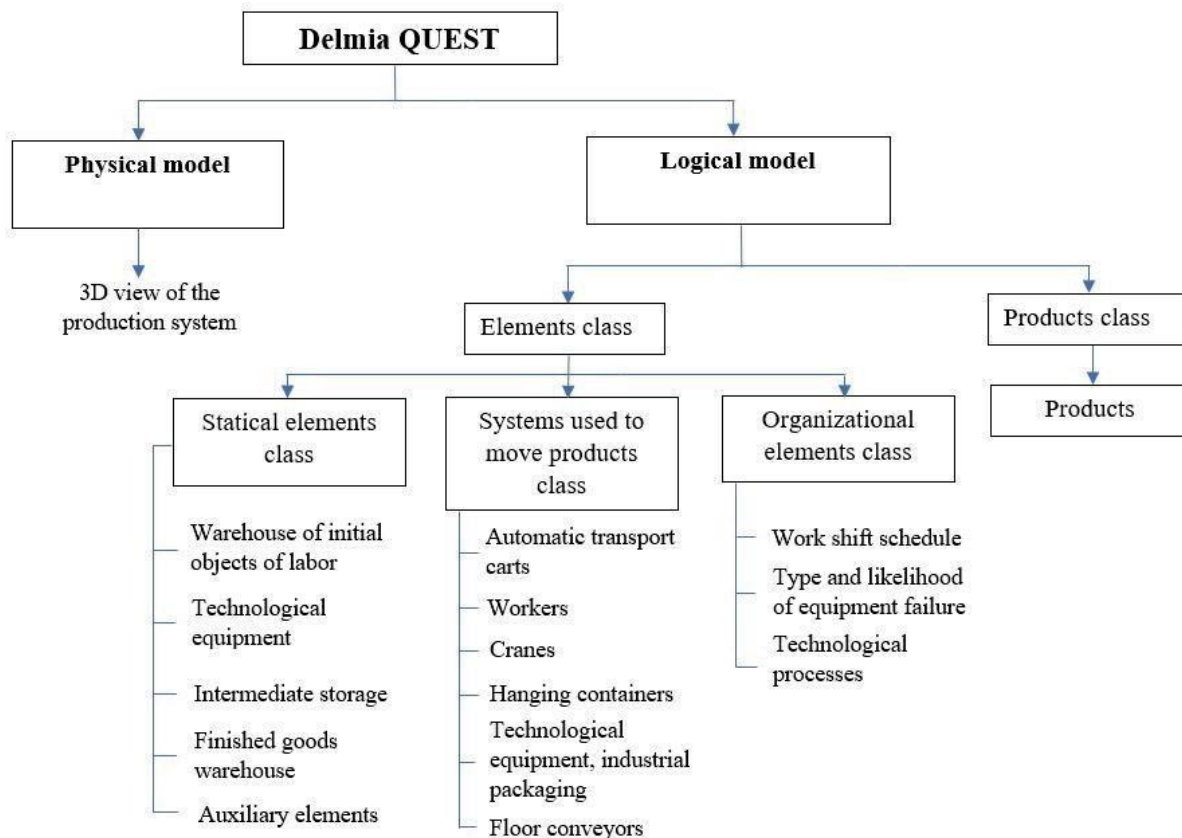 Delmia QUEST
Physical model
Logical model
3D view of the
production system
Elements class
Products class
Products
Statical elements
class
Systems used to
move products
class
Organizational
elements class
Warehouse of initial
objects of labor
Technological
equipment
Intermediate storage
Finished goods
warehouse
Auxiliary elements
Automatic transport
carts
Workers
Cranes
Hanging containers
Technological
equipment, industrial
packaging
Floor conveyors
Work shift schedule
Type and likelihood
of equipment failure
Technological
processes